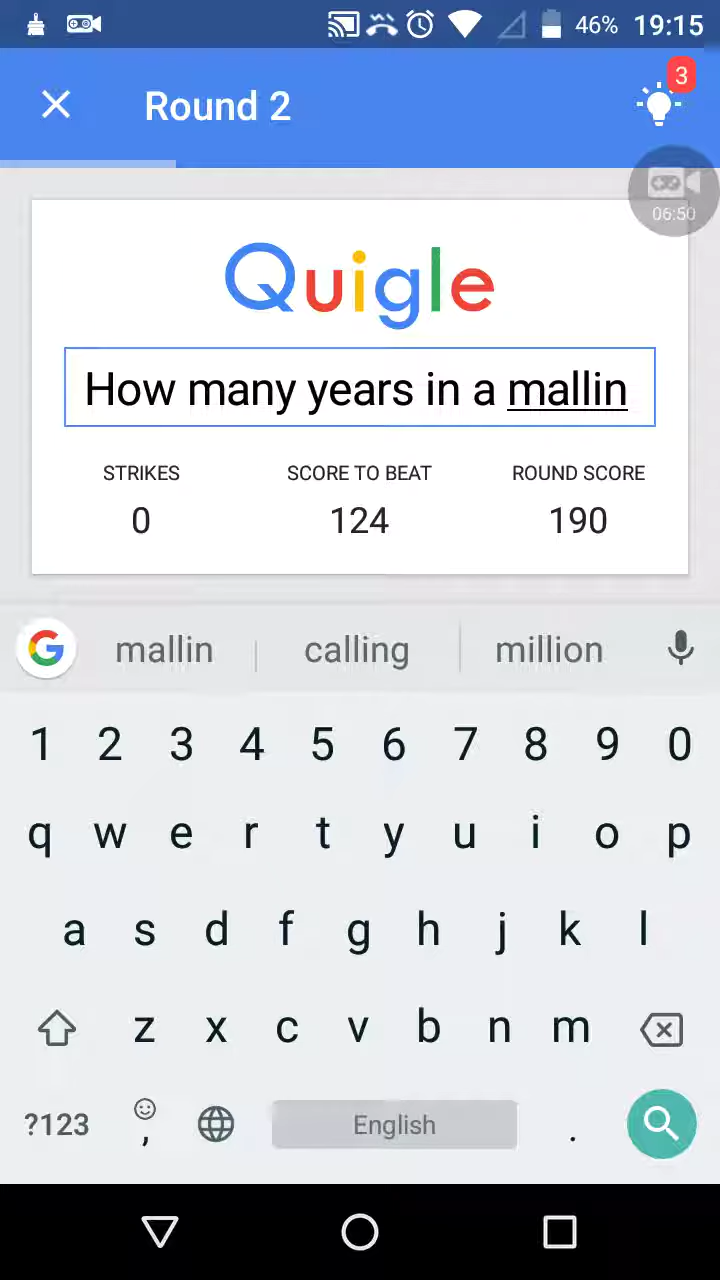 46% 19:15
Round 2
3
06:50
Quigle
How many years in a mallin
STRIKES SCORE TO BEAT ROUND SCORE
0 124 190
G mallin calling million
1 2 3 4 5 6 7 8 9 0
q w e r t y u i o p
a s d f g h j k l
z x c v b n m
?123 , English .